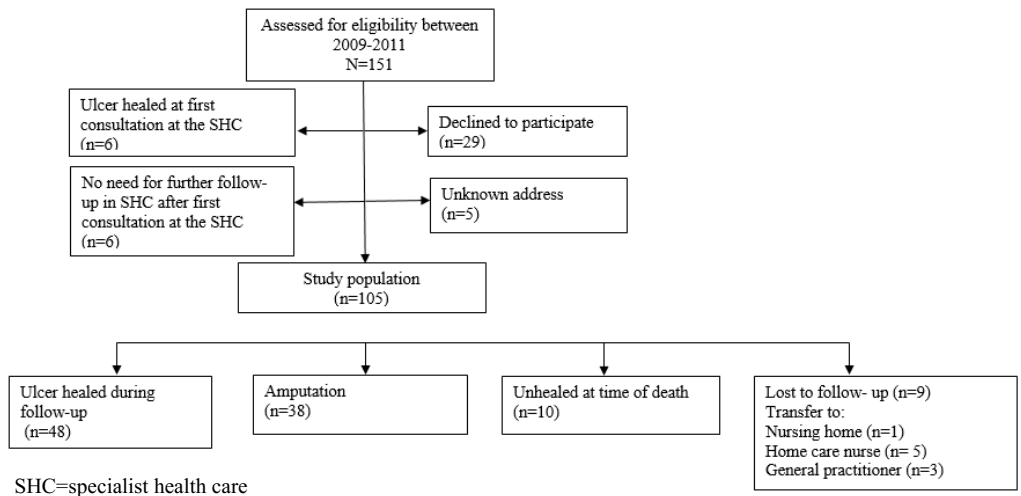 Assessed for eligibility between
2009-2011
N=151
Ulcer healed at first
consultation at the SHC
(n=6)
Declined to participate
(n=29)
No need for further follow-
up in SHC after first
consultation at the SHC
(n=6)
Unknown address
(n=5)
Study population
(n=105)
Ulcer healed during
follow-up
(n=48)
Amputation
(n=38)
Unhealed at time of death
(n=10)
Lost to follow- up (n=9)
Transfer to:
Nursing home (n=1)
Home care nurse (n= 5)
General practitioner (n=3)
SHC=specialist health care